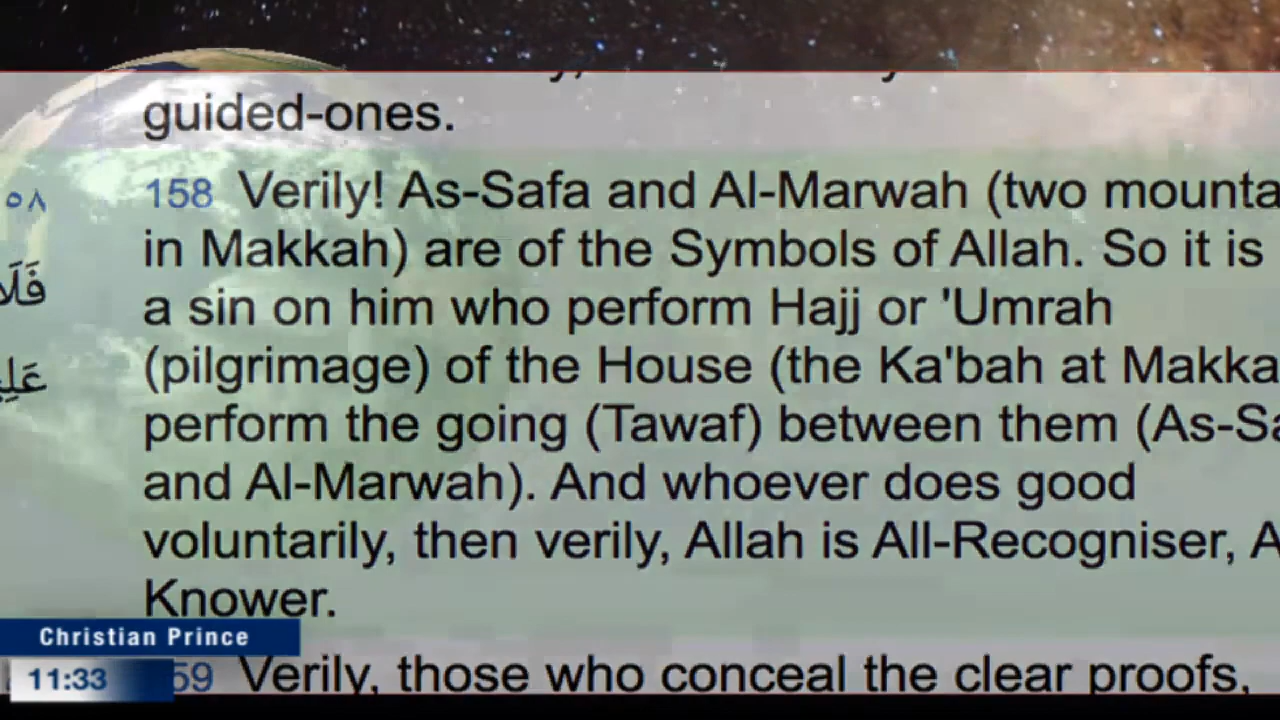 guided-ones.
158 Verily! As-Safa and Al-Marwah (two mounta
in Makkah) are of the Symbols of Allah. So it is
a sin on him who perform Hajj or 'Umrah
(pilgrimage) of the House (the Ka'bah at Makka
perform the going (Tawaf) between them (As-Sa
and Al-Marwah). And whoever does good
voluntarily, then verily, Allah is All-Recogniser, A
Knower.
59 Verily, those who conceal the clear proofs,
٥٨
فَلَا
Christian Prince
11:33